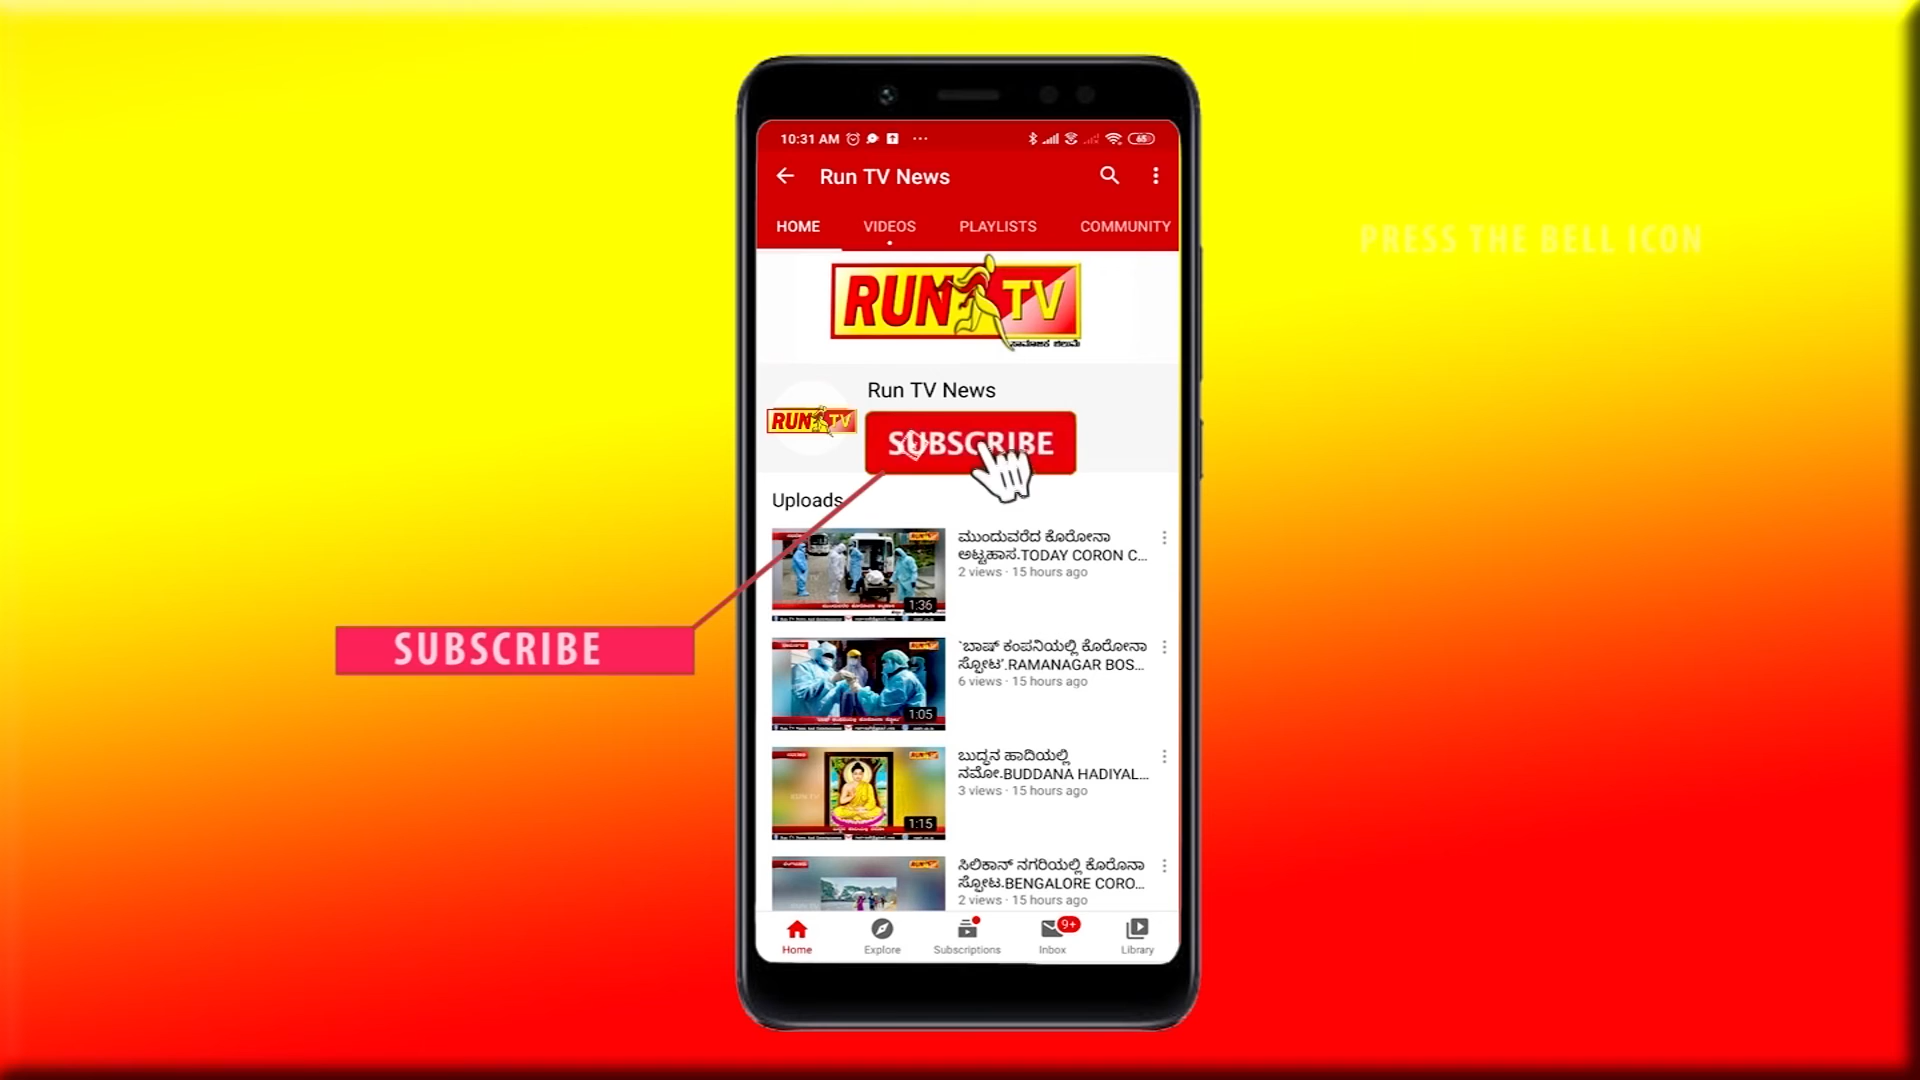 10:31 AM
65
Run TV News
HOME VIDEOS PLAYLISTS COMMUNITY
PRESS THE BELL ICON
RUN TV
Run TV News
RUN TV
SUBSCRIBE
Uploads
ಮುಂದುವರೆದ ಕೊರೋನಾ
ಅಟ್ಟಹಾಸ.TODAY CORON C...
2 views · 15 hours ago
1:36
SUBSCRIBE
`ಬಾಷ್ ಕಂಪನಿಯಲ್ಲಿ ಕೊರೋನಾ
ಸ್ಫೋಟ'.RAMANAGAR BOS...
6 views · 15 hours ago
1:05
ಬುದ್ಧನ ಹಾದಿಯಲ್ಲಿ
ನಮೋ.BUDDANA HADIYAL...
3 views · 15 hours ago
1:15
ಸಿಲಿಕಾನ್ ನಗರಿಯಲ್ಲಿ ಕೊರೊನಾ
ಸ್ಫೋಟ.BENGALORE CORO...
2 views · 15 hours ago
9+
Home Explore Subscriptions Inbox Library